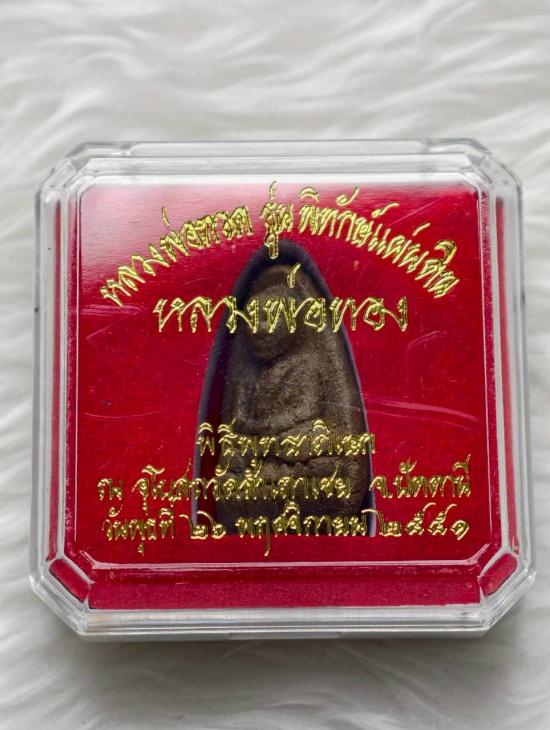 หลวงพ่อทวด รุ่น พิทักษ์แผ่นดิน
หลวงพ่อทอง
พิธีพุทธาภิเษก
ณ อุโบสถวัดสำเภาเชย จ.ปัตตานี
วันพุธที่ ๒๖ พฤศจิกายน ๒๕๕๑